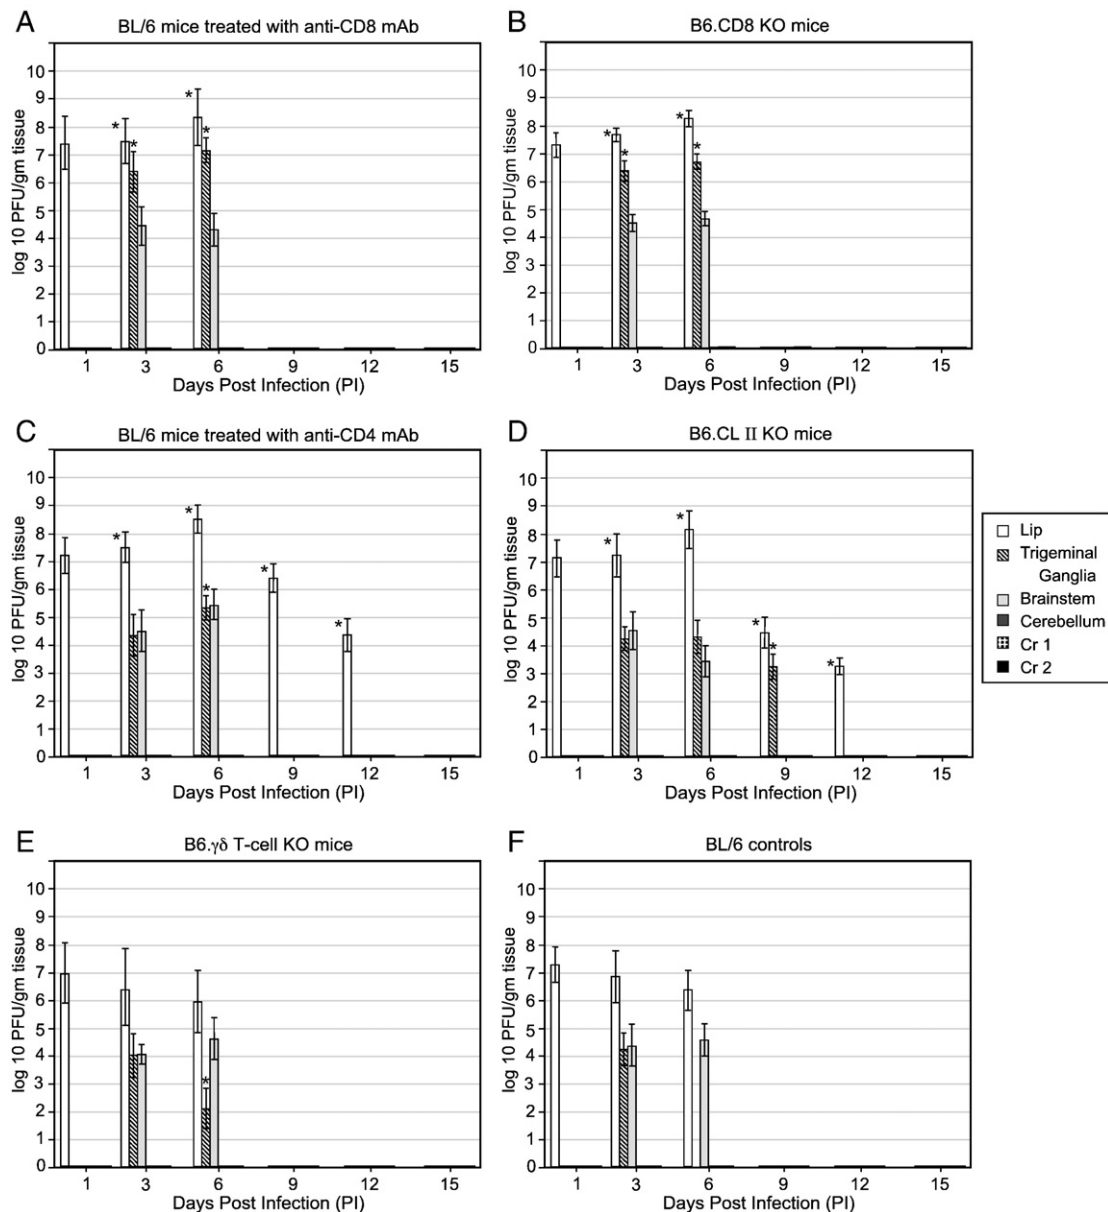 A
BL/6 mice treated with anti-CD8 mAb
log 10 PFU/gm tissue
10
9
8
7
6
5
4
3
2
1
0
* * * *
1 3 6 9 12 15
Days Post Infection (PI)
B
B6.CD8 KO mice
log 10 PFU/gm tissue
10
9
8
7
6
5
4
3
2
1
0
* * * *
1 3 6 9 12 15
Days Post Infection (PI)
C
BL/6 mice treated with anti-CD4 mAb
log 10 PFU/gm tissue
10
9
8
7
6
5
4
3
2
1
0
* * * * *
1 3 6 9 12 15
Days Post Infection (PI)
D
B6.CL II KO mice
log 10 PFU/gm tissue
10
9
8
7
6
5
4
3
2
1
0
* * * * *
1 3 6 9 12 15
Days Post Infection (PI)
Lip
Trigeminal
Ganglia
Brainstem
Cerebellum
Cr 1
Cr 2
E
B6.γδ T-cell KO mice
log 10 PFU/gm tissue
10
9
8
7
6
5
4
3
2
1
0
*
1 3 6 9 12 15
Days Post Infection (PI)
F
BL/6 controls
log 10 PFU/gm tissue
10
9
8
7
6
5
4
3
2
1
0
1 3 6 9 12 15
Days Post Infection (PI)